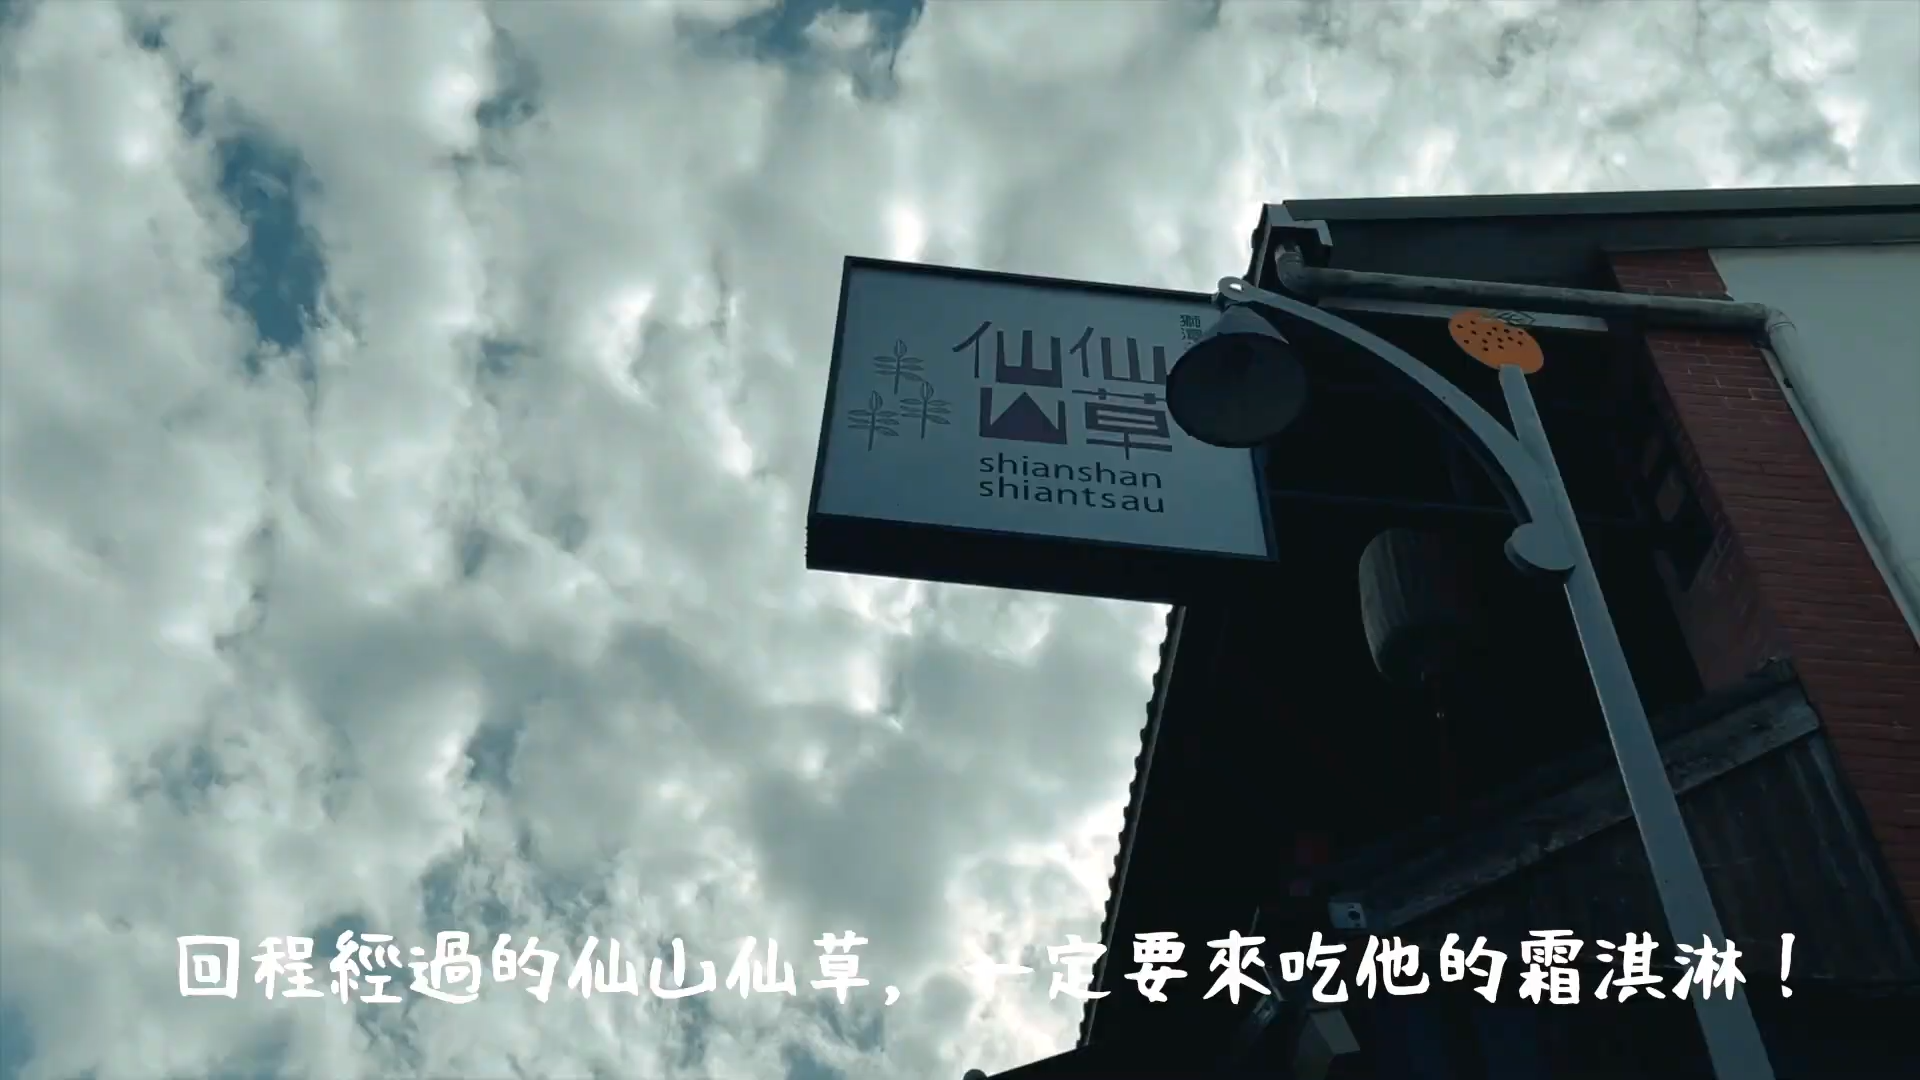 獅潭
仙山
仙草
shianshan
shiantsau
回程經過的仙山仙草, 一定要來吃他的霜淇淋！